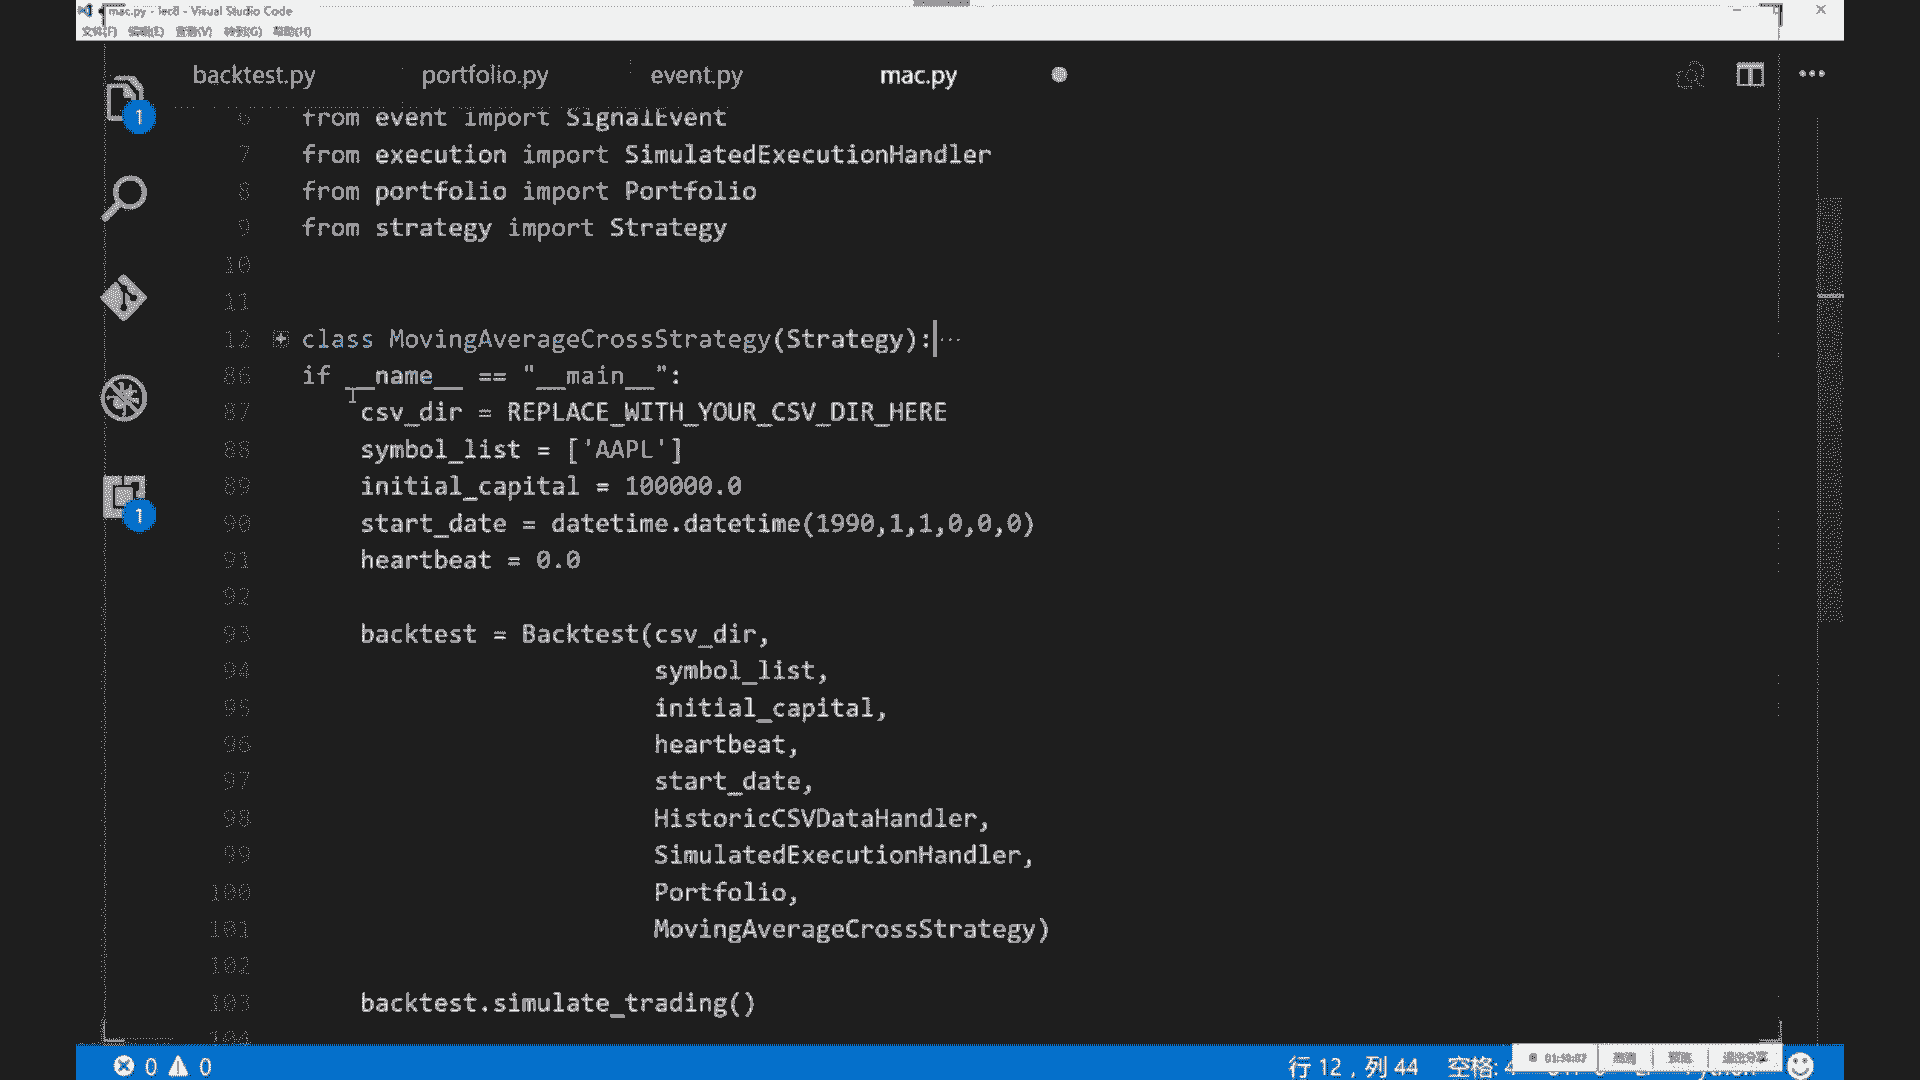 mac.py - lec8 - Visual Studio Code
文件(F) 编辑(E) 查看(V) 转到(G) 帮助(H)
backtest.py portfolio.py event.py mac.py
1
1
6 from event import SignalEvent
7 from execution import SimulatedExecutionHandler
8 from portfolio import Portfolio
9 from strategy import Strategy
10
11
12 class MovingAverageCrossStrategy(Strategy):...
86 if __name__ == "__main__":
87 csv_dir = REPLACE_WITH_YOUR_CSV_DIR_HERE
88 symbol_list = ['AAPL']
89 initial_capital = 100000.0
90 start_date = datetime.datetime(1990,1,1,0,0,0)
91 heartbeat = 0.0
92
93 backtest = Backtest(csv_dir,
94 symbol_list,
95 initial_capital,
96 heartbeat,
97 start_date,
98 HistoricCSVDataHandler,
99 SimulatedExecutionHandler,
100 Portfolio,
101 MovingAverageCrossStrategy)
102
103 backtest.simulate_trading()
104
0 0 行 12，列 44 空格: 4